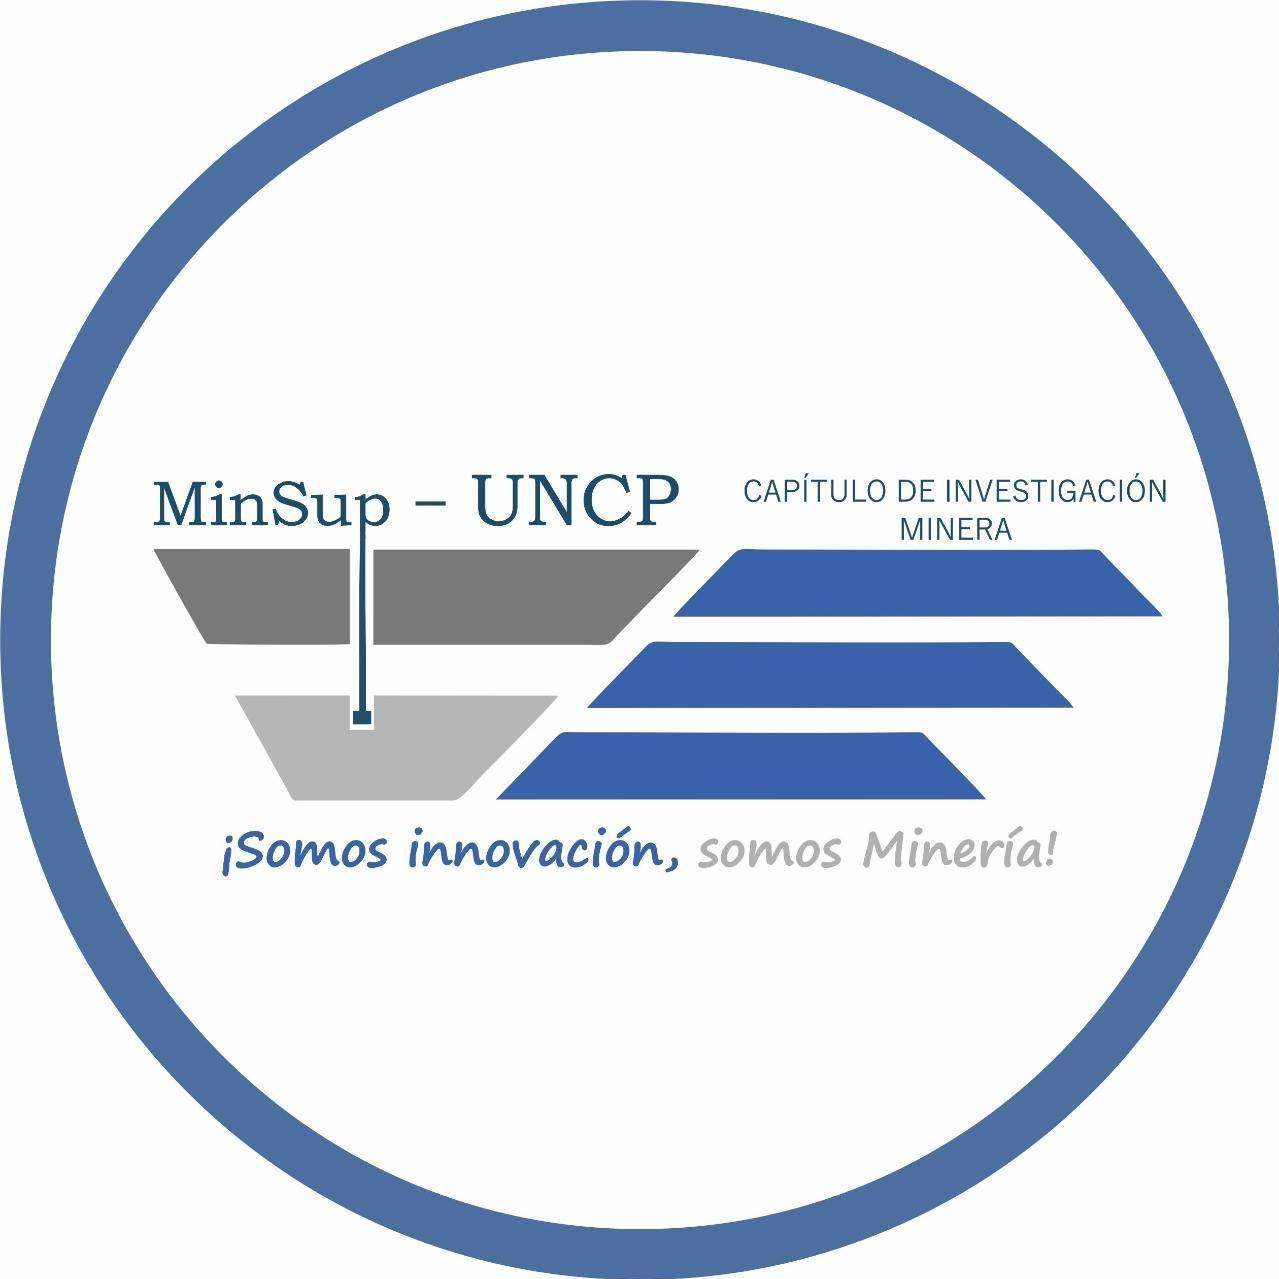 MinSup – UNCP
CAPÍTULO DE INVESTIGACIÓN
MINERA
¡Somos innovación, somos Minería!